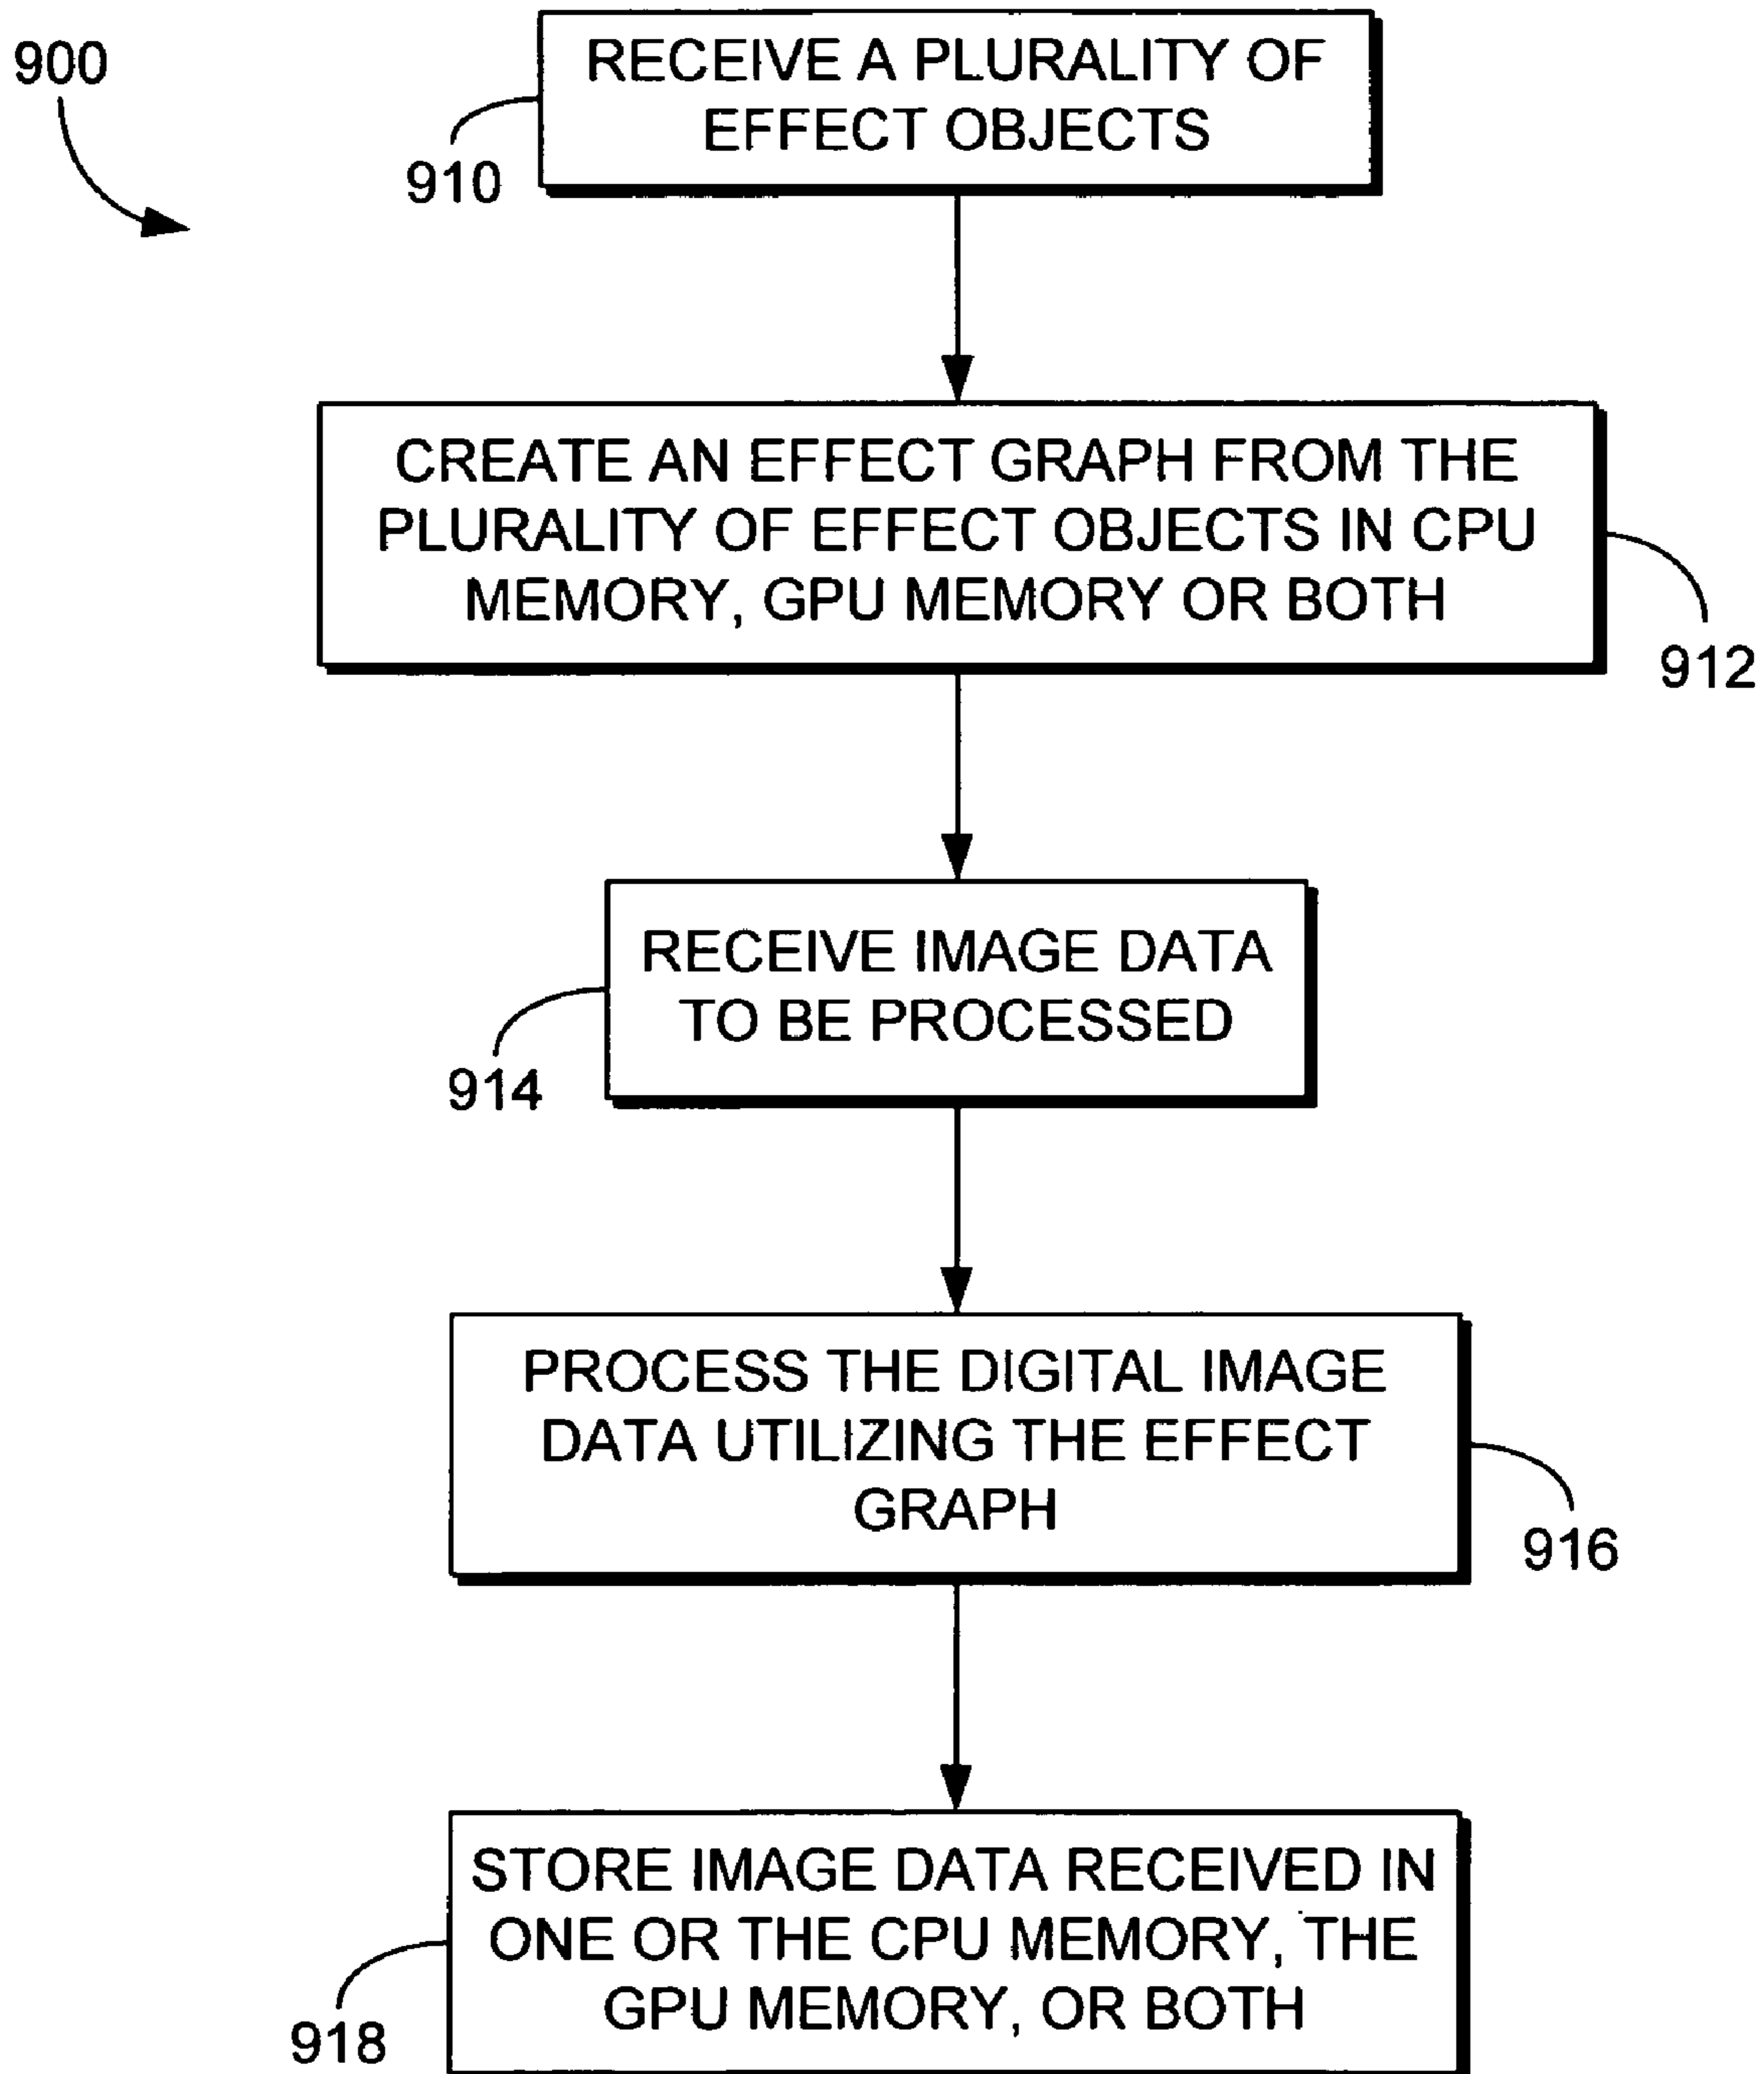 900
RECEIVE A PLURALITY OF
EFFECT OBJECTS
910
CREATE AN EFFECT GRAPH FROM THE
PLURALITY OF EFFECT OBJECTS IN CPU
MEMORY, GPU MEMORY OR BOTH
912
RECEIVE IMAGE DATA
TO BE PROCESSED
914
PROCESS THE DIGITAL IMAGE
DATA UTILIZING THE EFFECT
GRAPH
916
STORE IMAGE DATA RECEIVED IN
ONE OR THE CPU MEMORY, THE
GPU MEMORY, OR BOTH
918